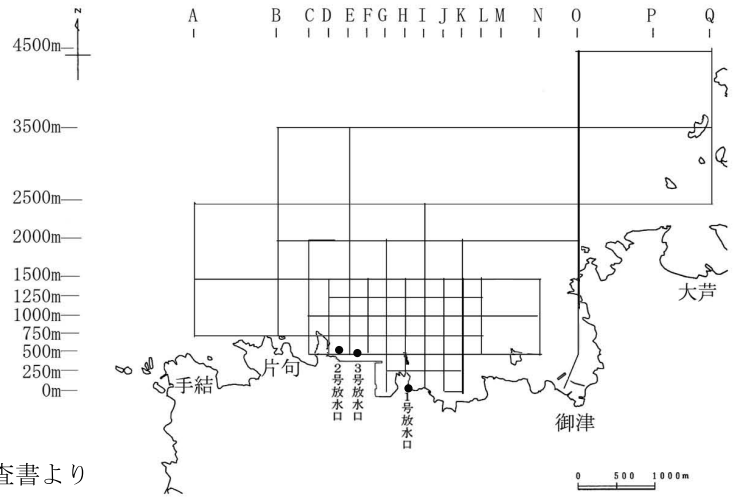 A B C D E F G H I J K L M N O P Q
z
4500m
3500m
2500m
2000m
1500m
1250m
1000m
750m
500m
250m
0m
大芦
片句
手結
2号放水口
3号放水口
1号放水口
御津
査書より
0 500 1000m